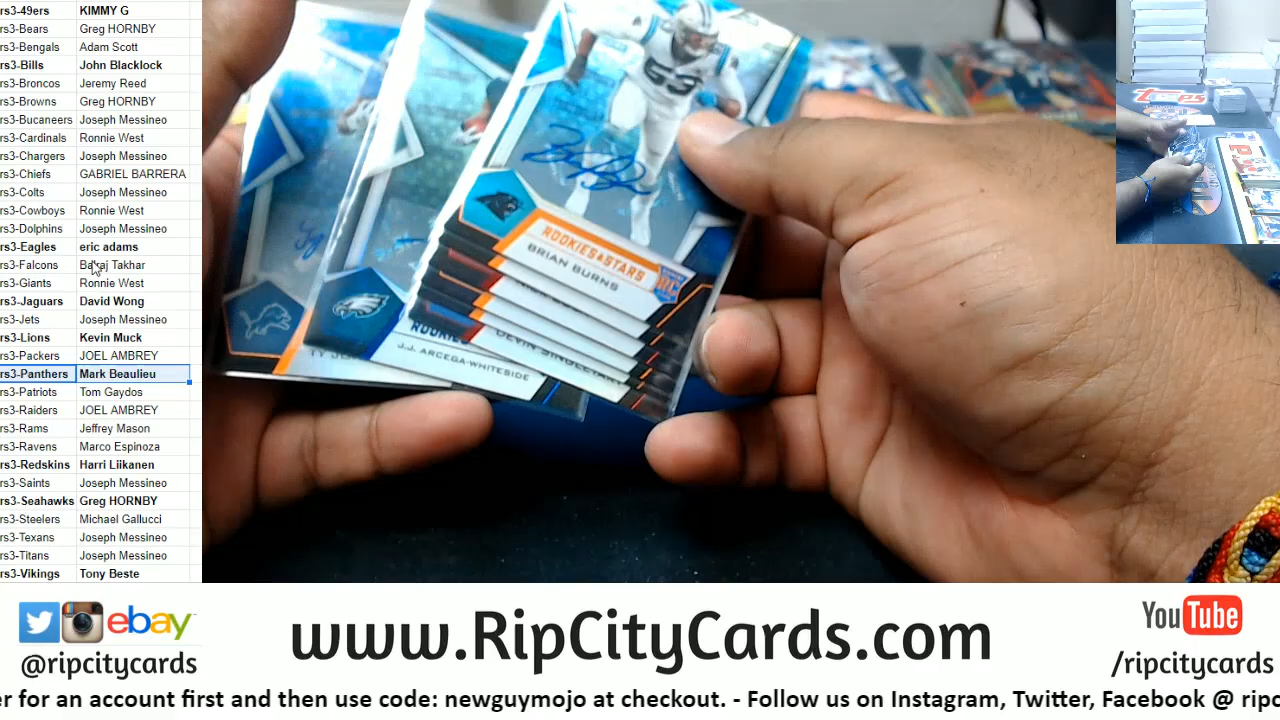 rs3-49ers KIMMY G
rs3-Bears Greg HORNBY
rs3-Bengals Adam Scott
rs3-Bills John Blacklock
rs3-Broncos Jeremy Reed
rs3-Browns Greg HORNBY
rs3-Bucaneers Joseph Messineo
rs3-Cardinals Ronnie West
rs3-Chargers Joseph Messineo
rs3-Chiefs GABRIEL BARRERA
rs3-Colts Joseph Messineo
rs3-Cowboys Ronnie West
rs3-Dolphins Joseph Messineo
rs3-Eagles eric adams
rs3-Falcons Takhar
rs3-Giants Ronnie West
rs3-Jaguars David Wong
rs3-Jets Joseph Messineo
rs3-Lions Kevin Muck
rs3-Packers JOEL AMBREY
rs3-Panthers Mark Beaulieu
rs3-Patriots Tom Gaydos
rs3-Raiders JOEL AMBREY
rs3-Rams Jeffrey Mason
rs3-Ravens Marco Espinoza
rs3-Redskins Harri Liikanen
rs3-Saints Joseph Messineo
rs3-Seahawks Greg HORNBY
rs3-Steelers Michael Gallucci
rs3-Texans Joseph Messineo
rs3-Titans Joseph Messineo
rs3-Vikings Tony Beste
53
ROOKIES & STARS
BRIAN BURNS
RC
DEVIN
ROOKIES
J.J. ARCEGA-WHITESIDE
TY
Topps
ebay
@ripcitycards
www.RipCityCards.com
YouTube
/ripcitycards
er for an account first and then use code: newguymojo at checkout. - Follow us on Instagram, Twitter, Facebook @ ripc